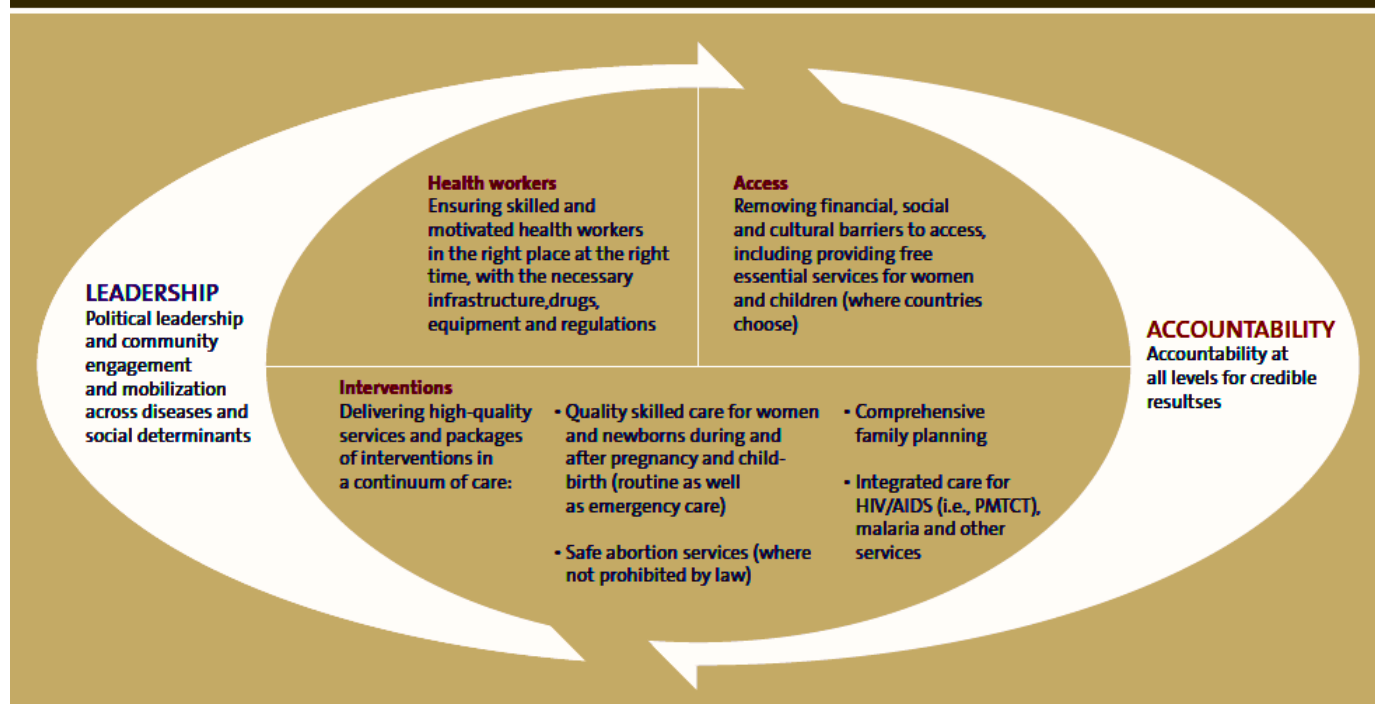 LEADERSHIP
Political leadership
and community
engagement
and mobilization
across diseases and
social determinants
Health workers
Ensuring skilled and
motivated health workers
in the right place at the right
time, with the necessary
infrastructure,drugs,
equipment and regulations
Access
Removing financial, social
and cultural barriers to access,
including providing free
essential services for women
and children (where countries
choose)
Interventions
Delivering high-quality
services and packages
of interventions in
a continuum of care:
• Quality skilled care for women
and newborns during and
after pregnancy and child-
birth (routine as well
as emergency care)
• Safe abortion services (where
not prohibited by law)
• Comprehensive
family planning
• Integrated care for
HIV/AIDS (i.e., PMTCT),
malaria and other
services
ACCOUNTABILITY
Accountability at
all levels for credible
resultses